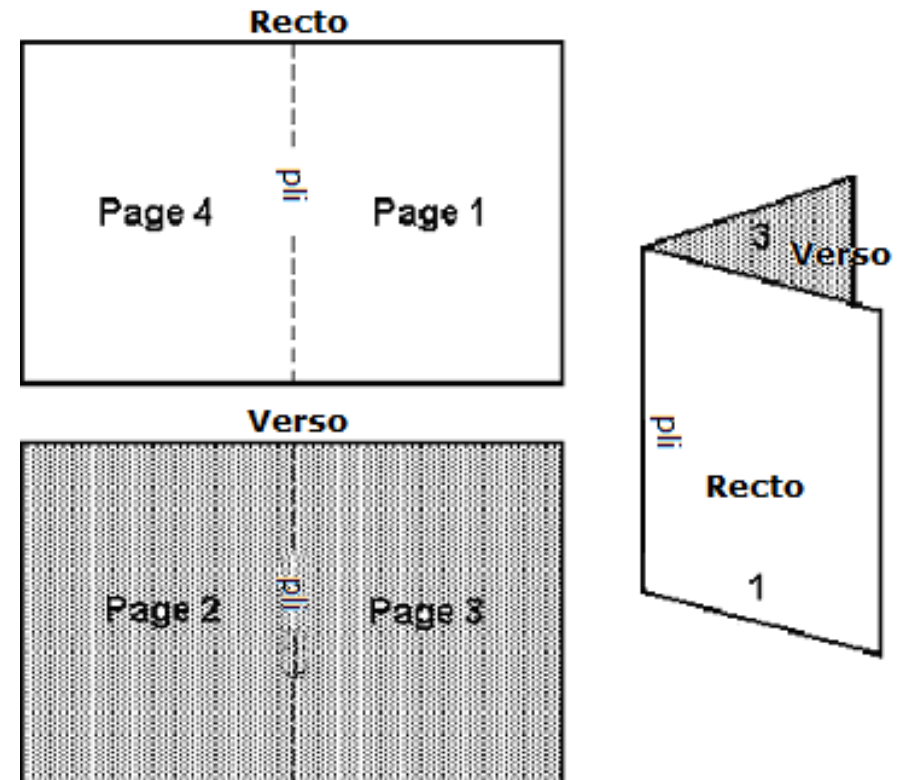 Recto
Page 4
pli
Page 1
Verso
Page 2
pli
Page 3
3
Verso
pli
Recto
1